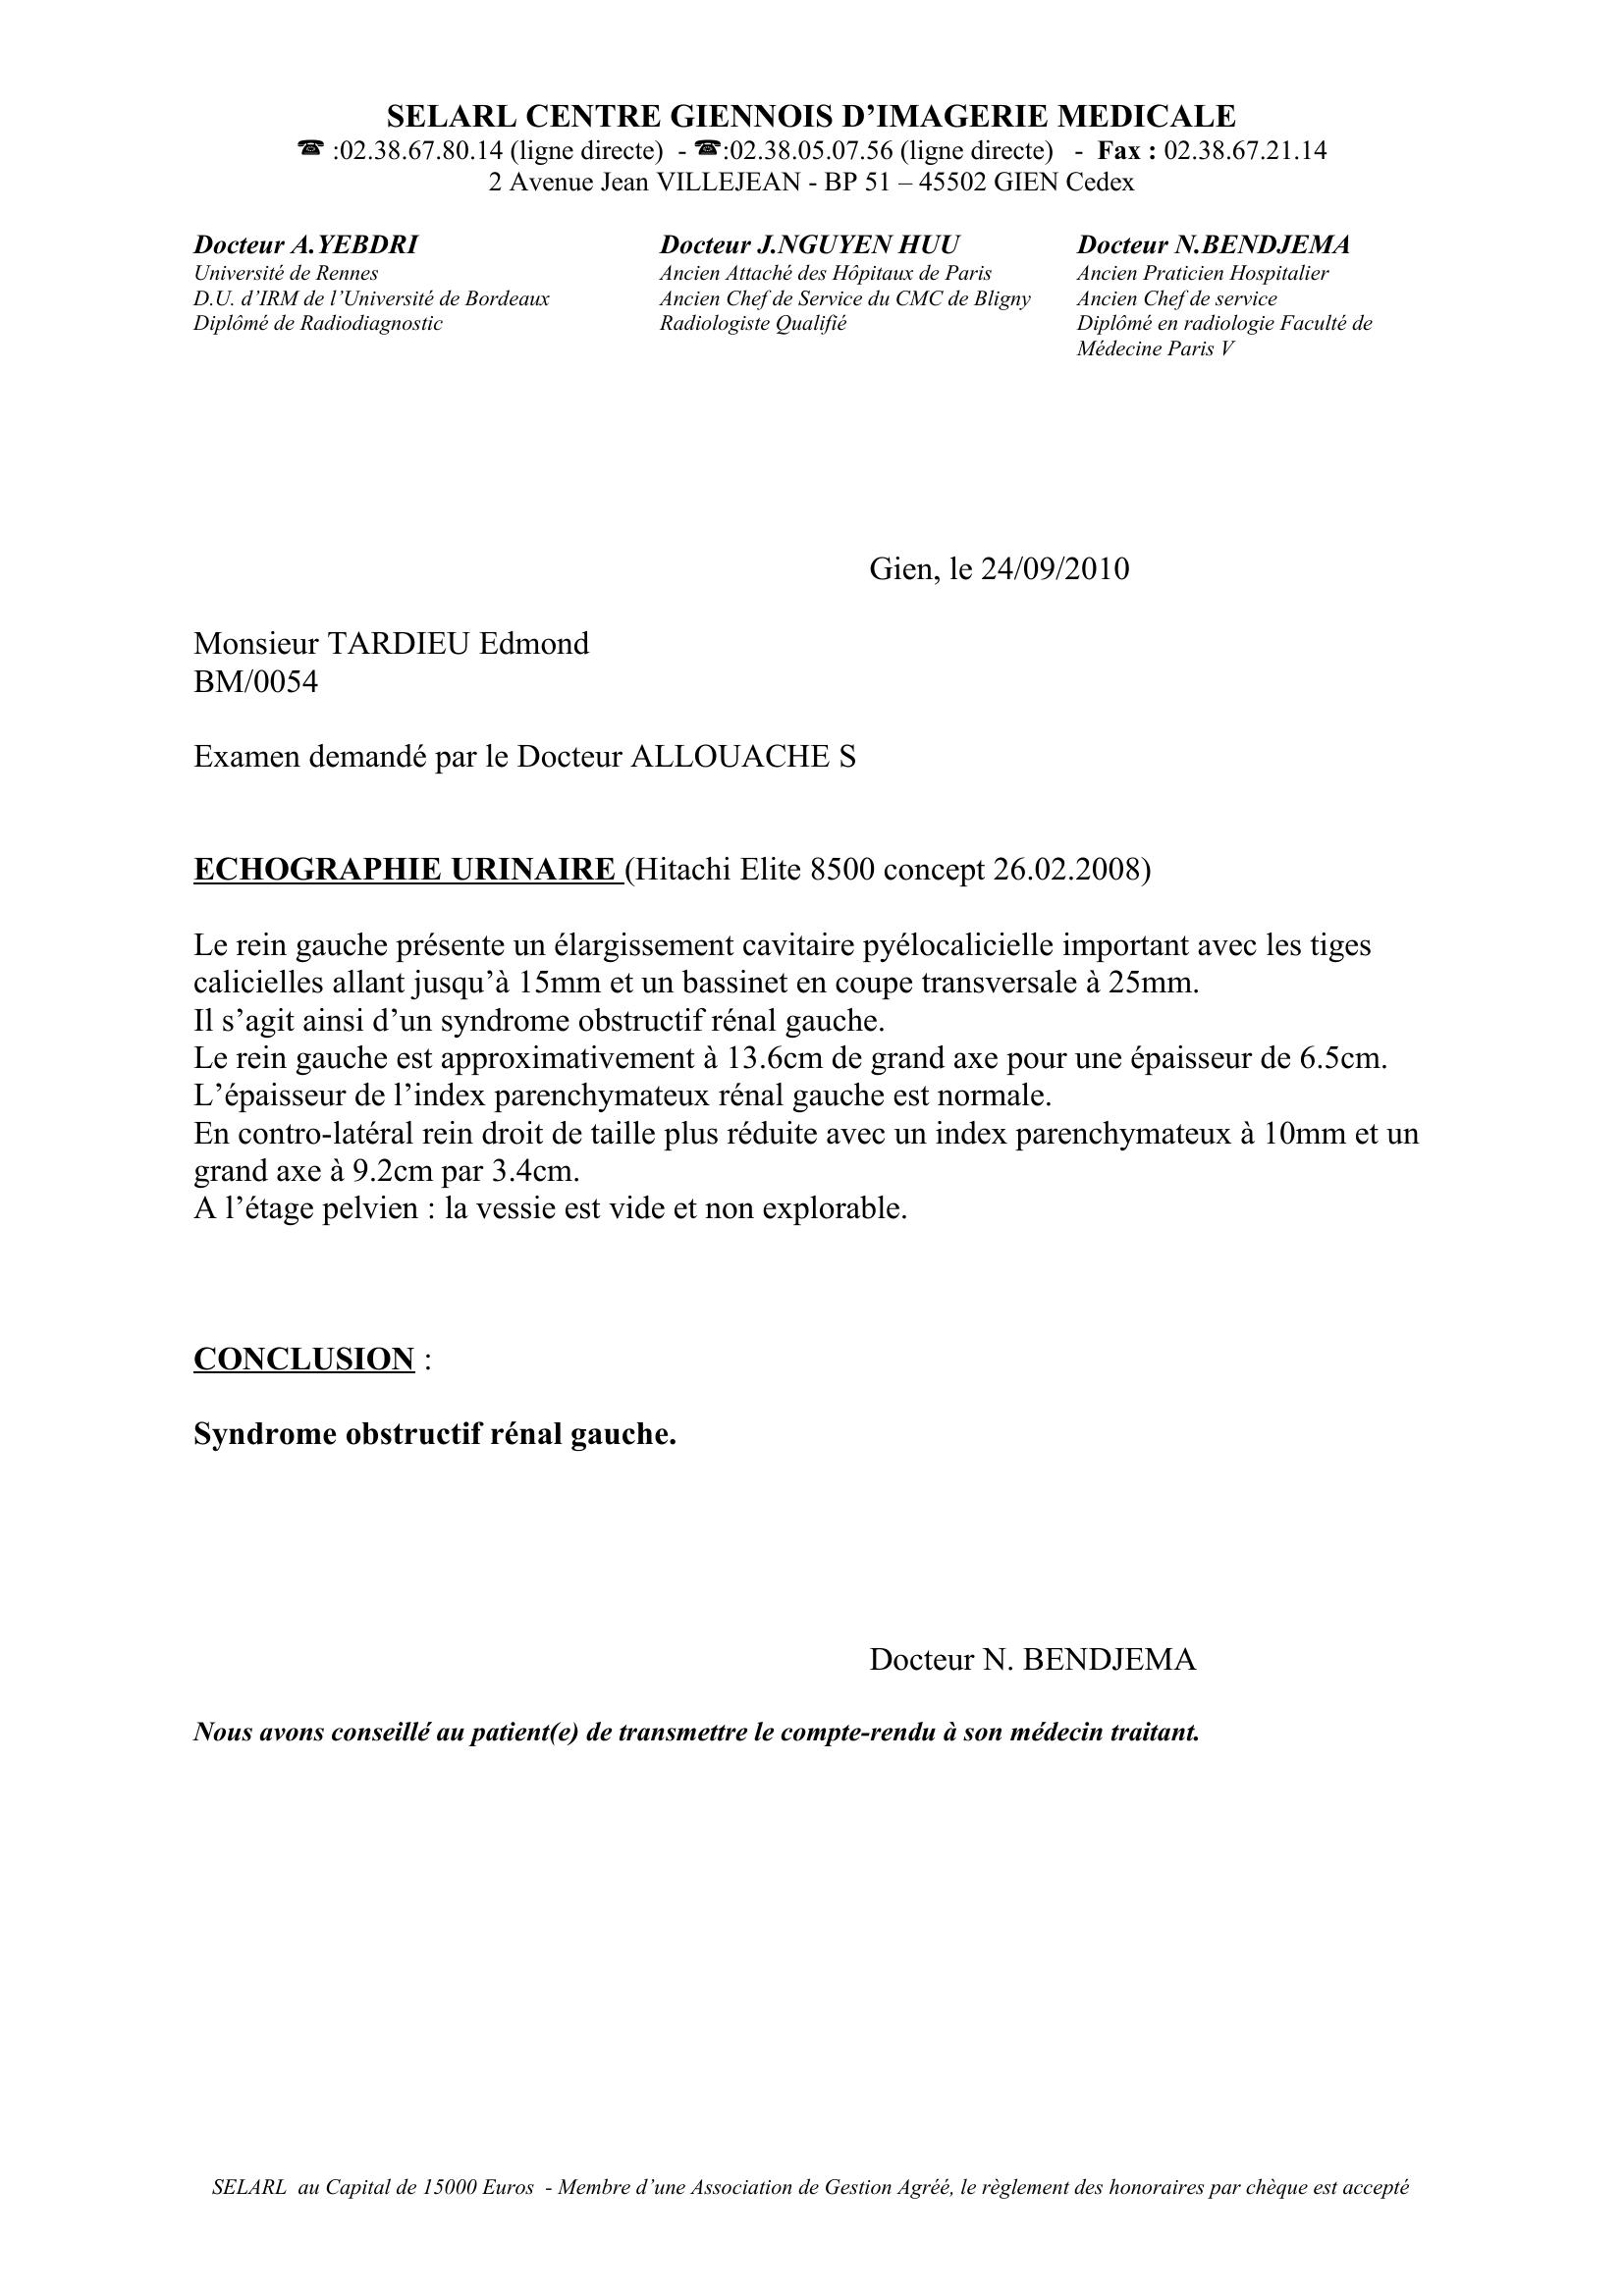 SELARL CENTRE GIENNOIS D’IMAGERIE MEDICALE
☎ :02.38.67.80.14 (ligne directe) - ☎:02.38.05.07.56 (ligne directe) - Fax : 02.38.67.21.14
2 Avenue Jean VILLEJEAN - BP 51 – 45502 GIEN Cedex
Docteur A.YEBDRI
Université de Rennes
D.U. d’IRM de l’Université de Bordeaux
Diplômé de Radiodiagnostic
Docteur J.NGUYEN HUU
Ancien Attaché des Hôpitaux de Paris
Ancien Chef de Service du CMC de Bligny
Radiologiste Qualifié
Docteur N.BENDJEMA
Ancien Praticien Hospitalier
Ancien Chef de service
Diplômé en radiologie Faculté de
Médecine Paris V
Gien, le 24/09/2010
Monsieur TARDIEU Edmond
BM/0054
Examen demandé par le Docteur ALLOUACHE S
ECHOGRAPHIE URINAIRE (Hitachi Elite 8500 concept 26.02.2008)
Le rein gauche présente un élargissement cavitaire pyélocalicielle important avec les tiges
calicielles allant jusqu’à 15mm et un bassinet en coupe transversale à 25mm.
Il s’agit ainsi d’un syndrome obstructif rénal gauche.
Le rein gauche est approximativement à 13.6cm de grand axe pour une épaisseur de 6.5cm.
L’épaisseur de l’index parenchymateux rénal gauche est normale.
En contro-latéral rein droit de taille plus réduite avec un index parenchymateux à 10mm et un
grand axe à 9.2cm par 3.4cm.
A l’étage pelvien : la vessie est vide et non explorable.
CONCLUSION :
Syndrome obstructif rénal gauche.
Docteur N. BENDJEMA
Nous avons conseillé au patient(e) de transmettre le compte-rendu à son médecin traitant.
SELARL au Capital de 15000 Euros - Membre d’une Association de Gestion Agréé, le règlement des honoraires par chèque est accepté